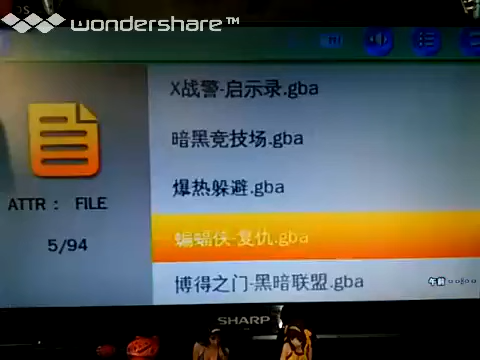 wondershare™
X战警-启示录.gba
暗黑竞技场.gba
爆热躲避.gba
ATTR : FILE
蝙蝠侠-复仇.gba
5/94
博得之门-黑暗联盟.gba
SHARP